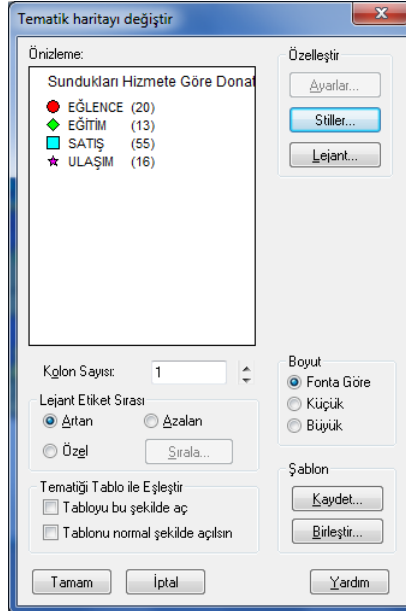 Tematik haritayı değiştir
Önizleme:
Sundukları Hizmete Göre Donat
EĞLENCE (20)
EĞİTİM (13)
SATIŞ (55)
ULAŞIM (16)
Özelleştir
Ayarlar...
Stiller...
Lejant...
Kolon Sayısı:
1
Lejant Etiket Sırası
Artan
Azalan
Özel
Sırala...
Boyut
Fonta Göre
Küçük
Büyük
Tematiği Tablo ile Eşleştir
Tabloyu bu şekilde aç
Tablonu normal şekilde açılsın
Şablon
Kaydet...
Birleştir...
Tamam
İptal
Yardım